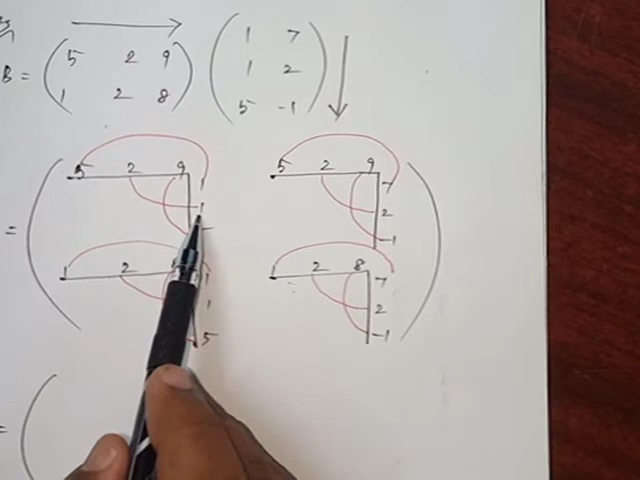 B = ( 5 2 9 ) ( 1 7 )
( 1 2 8 ) ( 1 2 )
( 5 -1 )
= ( 5 2 9 5 2 9 )
1 7
1 2
-1
1 2 1 2 8
1 7
1 2
5 -1
= (